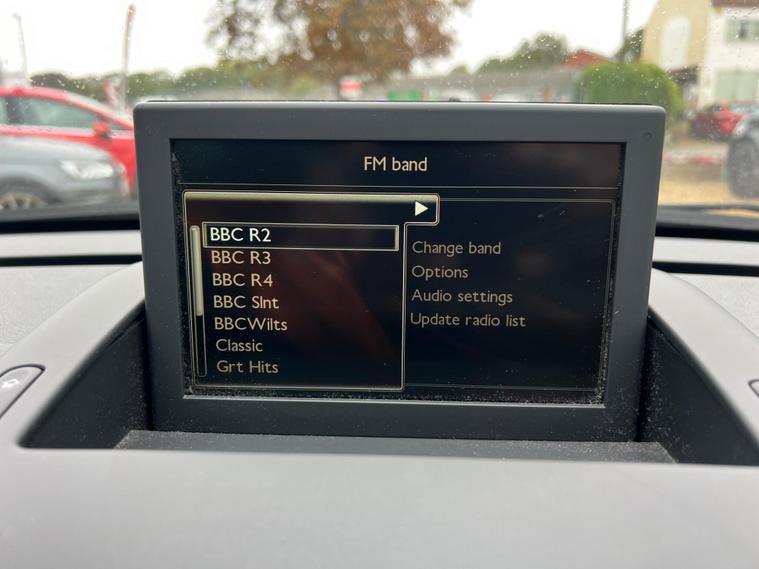 FM band
BBC R2
BBC R3
BBC R4
BBC Slnt
BBCWilts
Classic
Grt Hits
Change band
Options
Audio settings
Update radio list